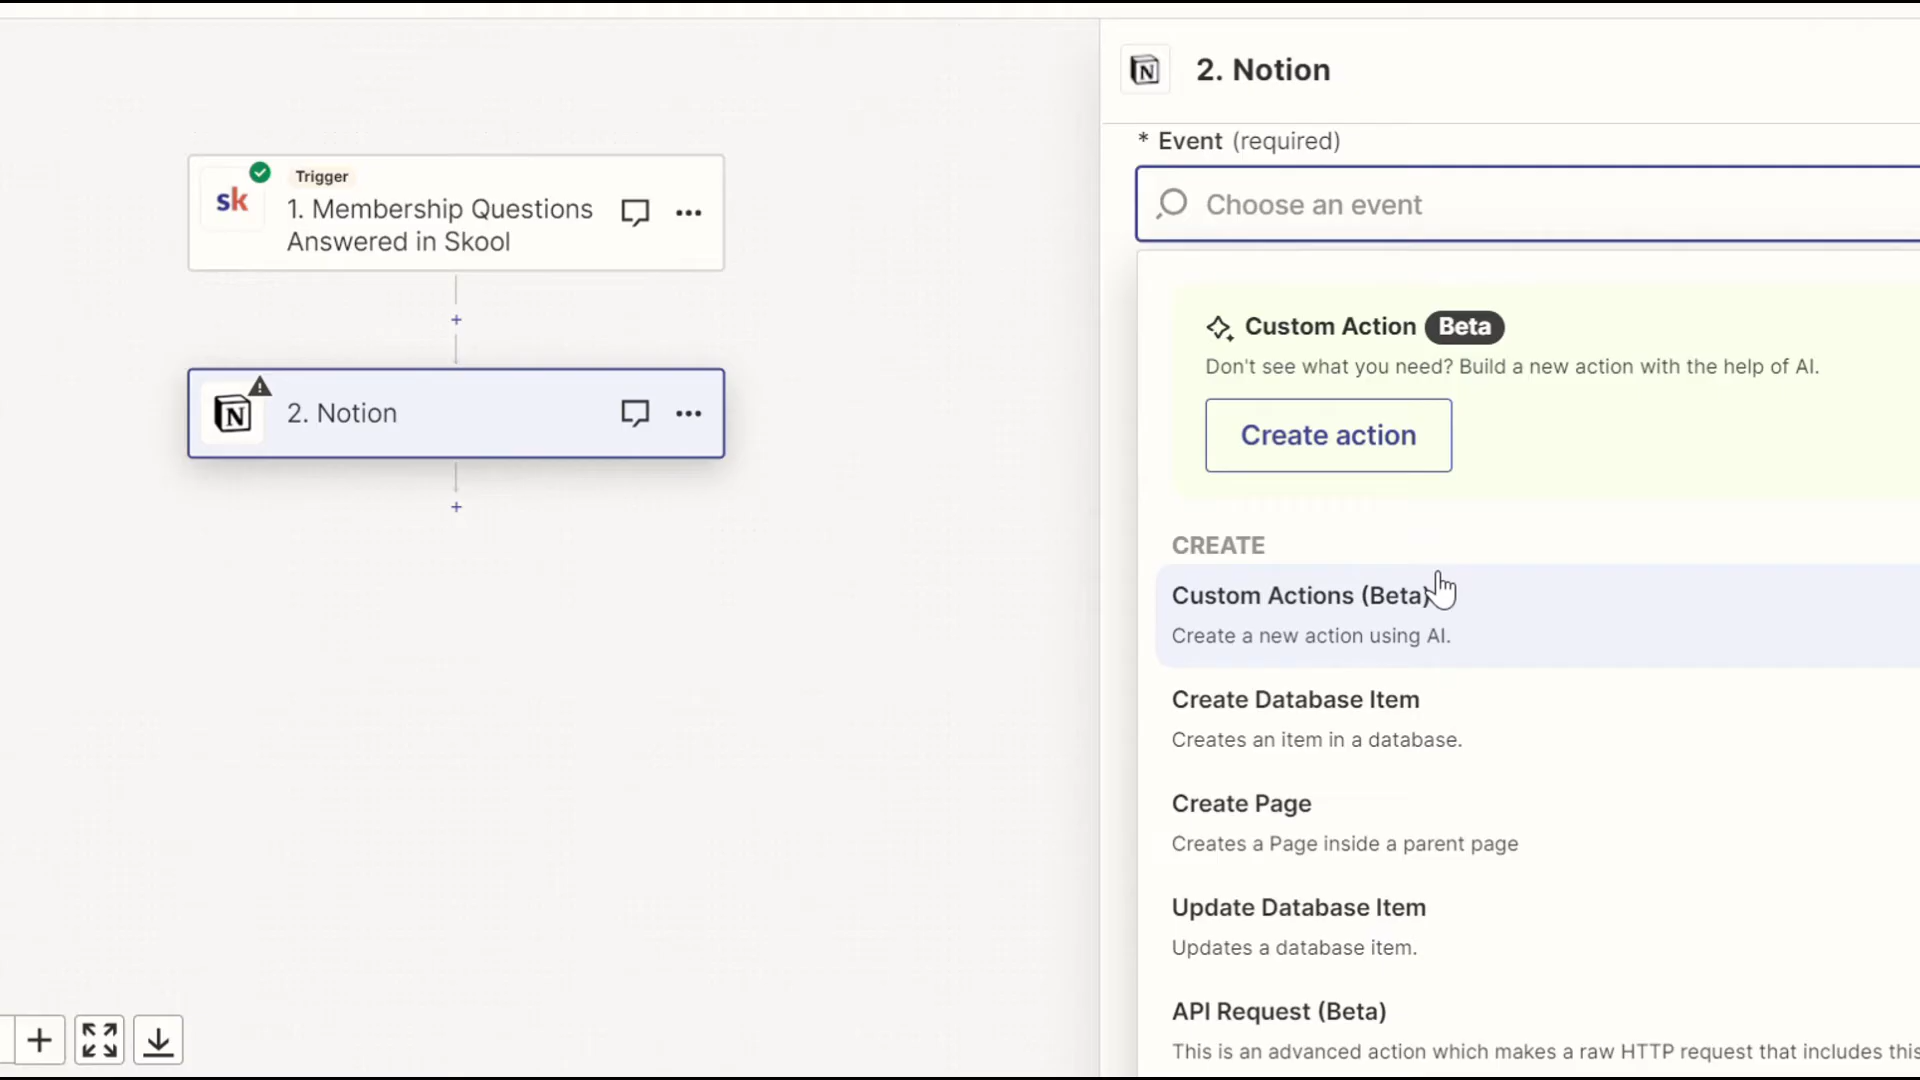 sk
Trigger
1. Membership Questions
Answered in Skool
+
N
2. Notion
+
N
2. Notion
* Event (required)
Choose an event
Custom Action Beta
Don't see what you need? Build a new action with the help of AI.
Create action
CREATE
Custom Actions (Beta)
Create a new action using AI.
Create Database Item
Creates an item in a database.
Create Page
Creates a Page inside a parent page
Update Database Item
Updates a database item.
API Request (Beta)
This is an advanced action which makes a raw HTTP request that includes this